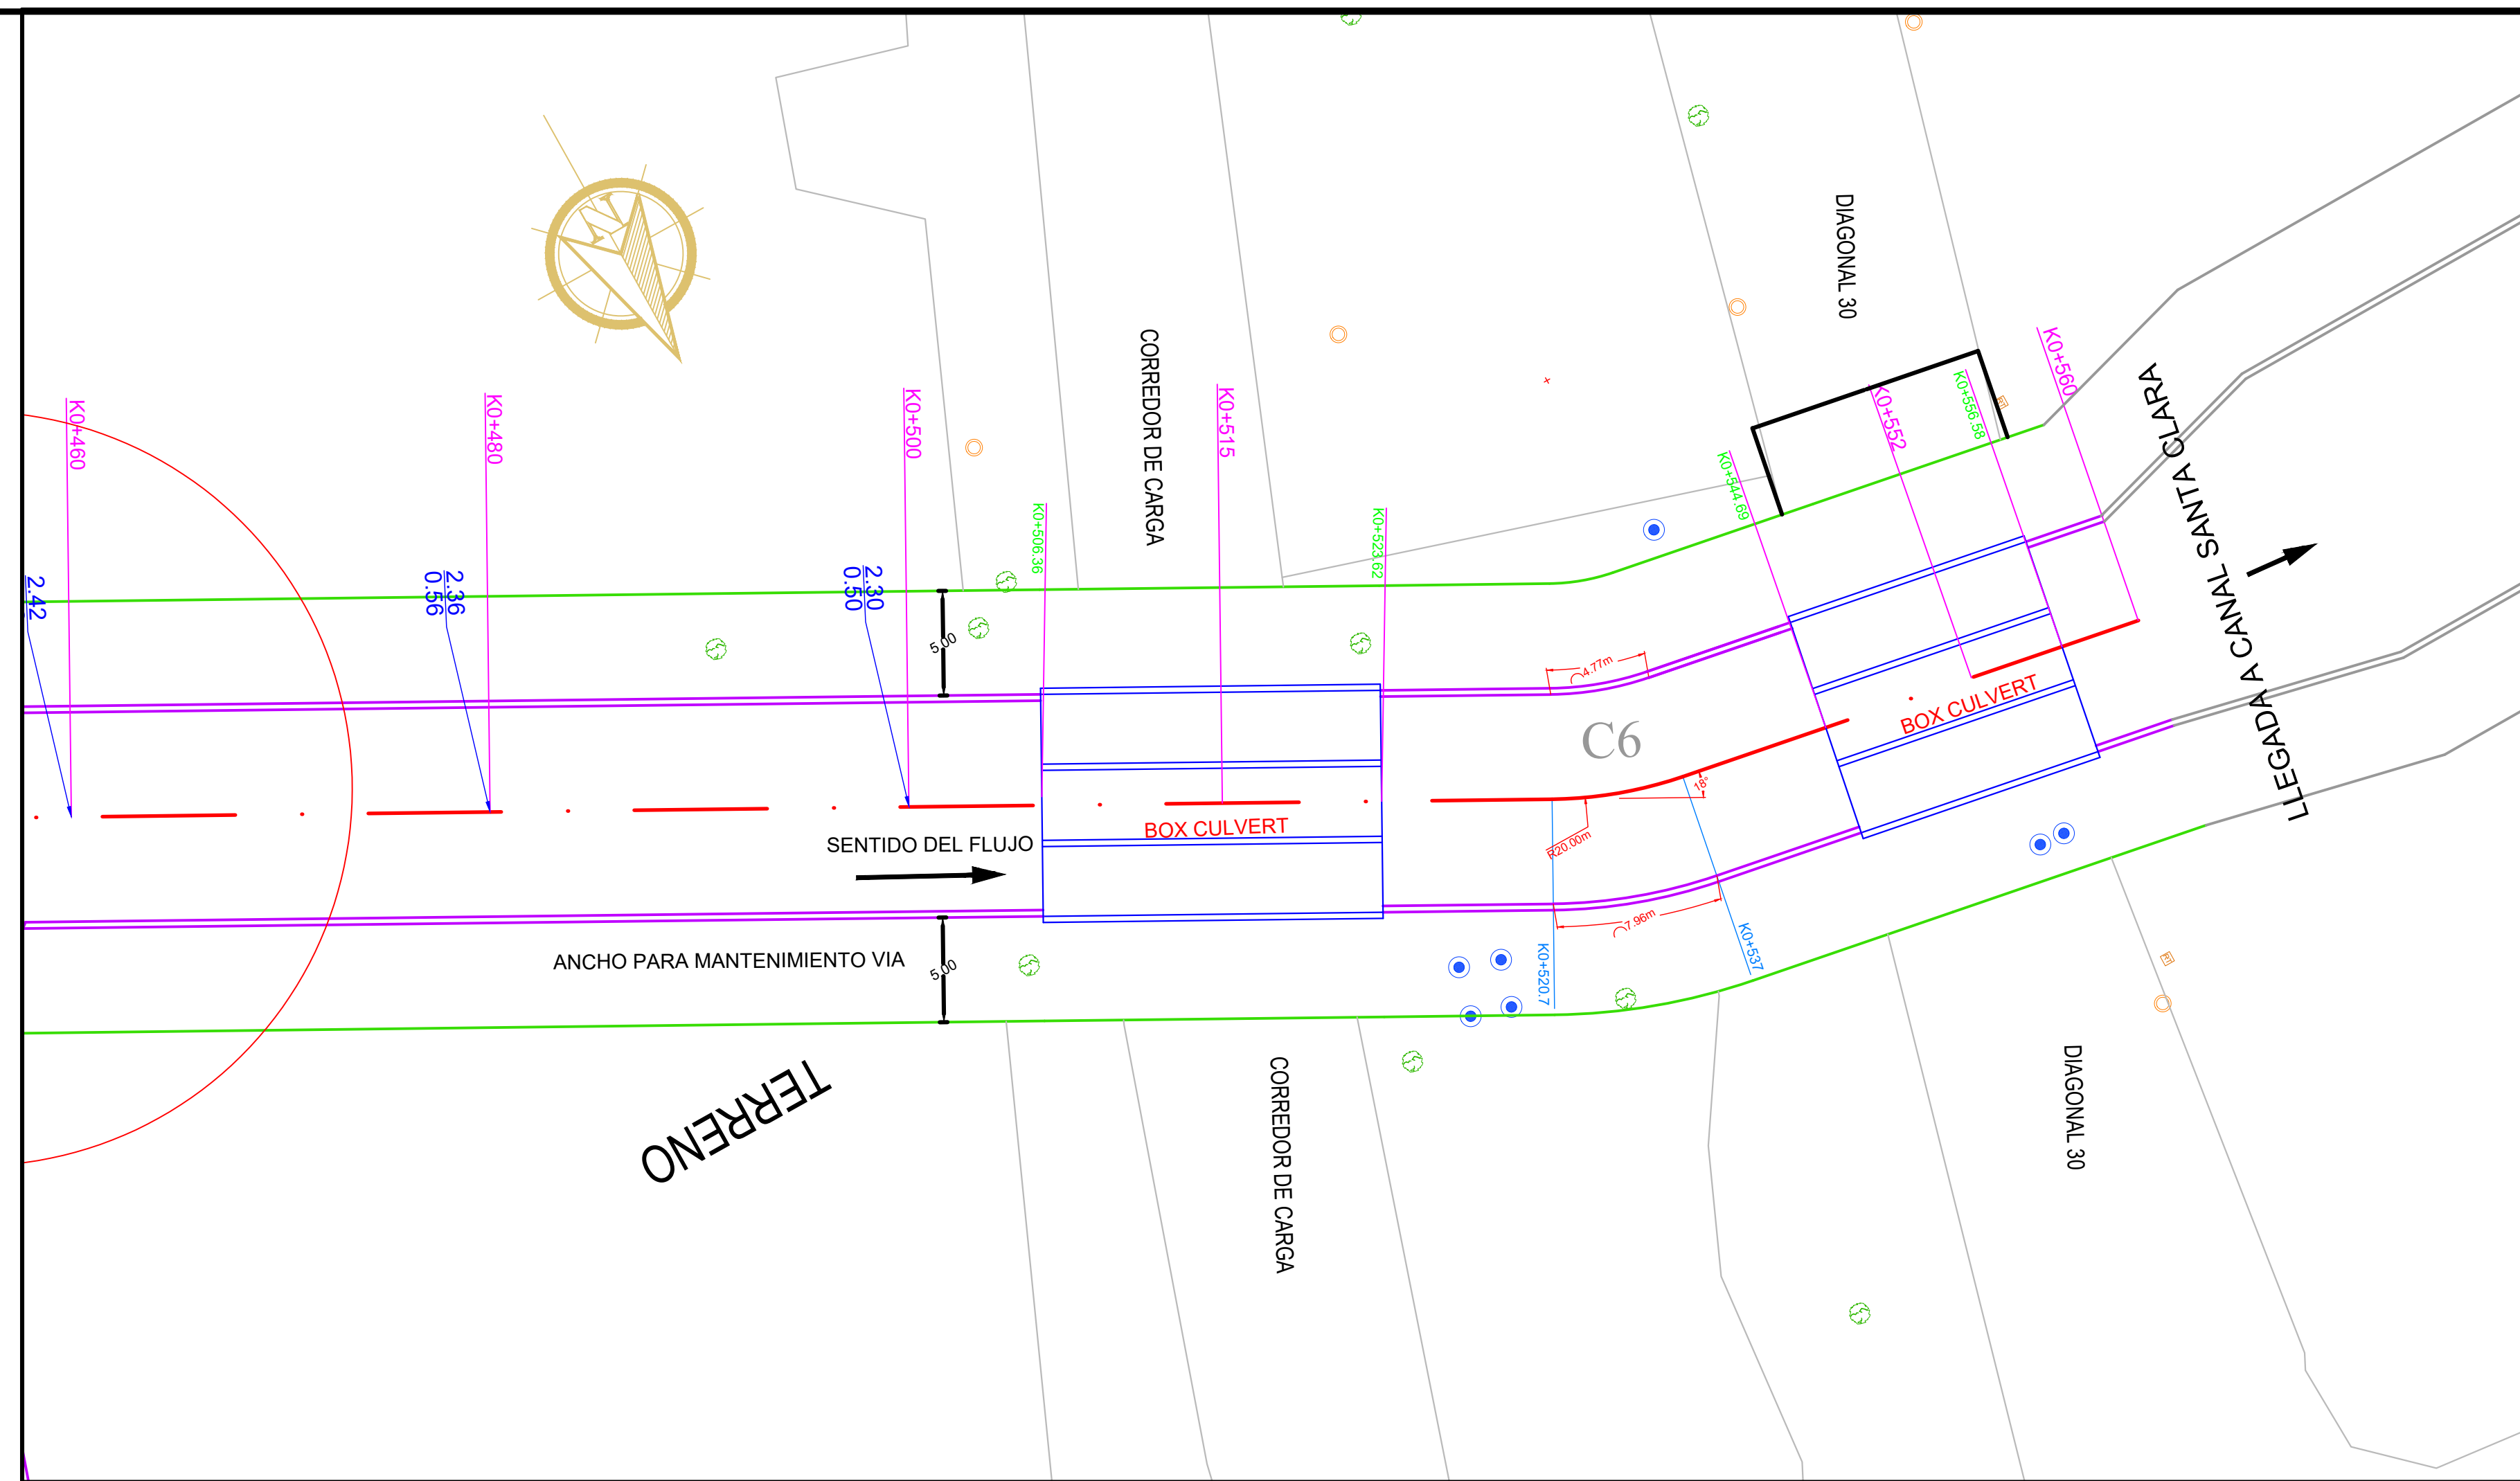 N
DIAGONAL 30
CORREDOR DE CARGA
K0+460
K0+480
K0+500
K0+515
K0+552
K0+556.58
K0+560
LLEGADA A CANAL SANTA CLARA
K0+544.69
K0+506.36
K0+523.62
2.42
2.36
0.56
2.30
0.50
5.00
4.77m
C6
BOX CULVERT
18°
BOX CULVERT
SENTIDO DEL FLUJO
R20.00m
7.96m
ANCHO PARA MANTENIMIENTO VIA
5.00
K0+520.7
K0+537
TERRENO
CORREDOR DE CARGA
DIAGONAL 30